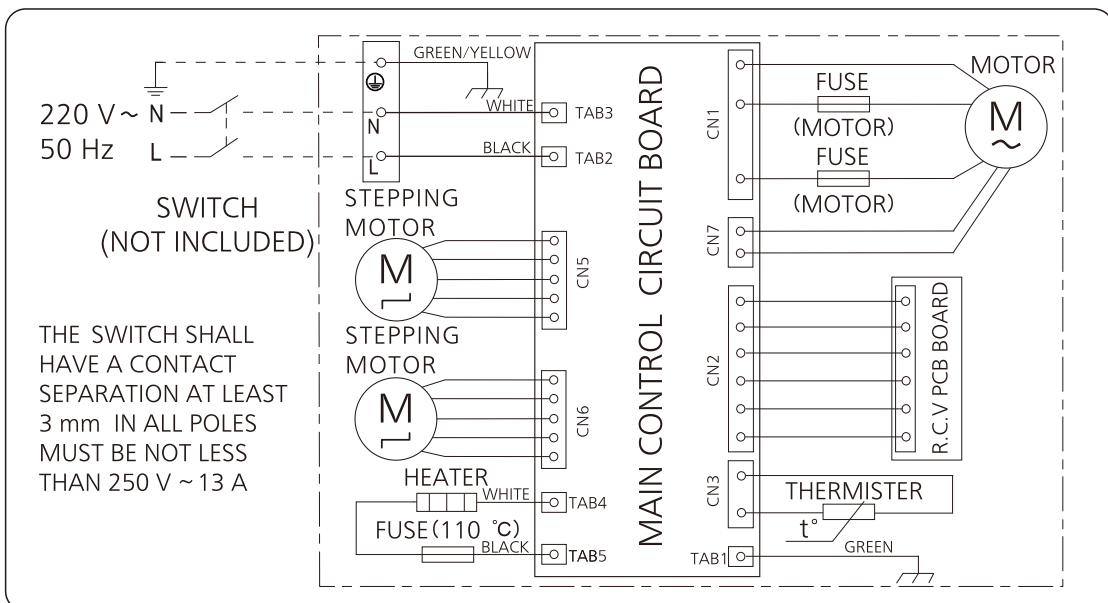 220 V ~ N
50 Hz L
SWITCH
(NOT INCLUDED)
THE SWITCH SHALL
HAVE A CONTACT
SEPARATION AT LEAST
3 mm IN ALL POLES
MUST BE NOT LESS
THAN 250 V ~ 13 A
GREEN/YELLOW
N
WHITE
TAB3
L
BLACK
TAB2
STEPPING
MOTOR
M
CN5
STEPPING
MOTOR
M
CN6
HEATER
WHITE
TAB4
FUSE(110 °C)
BLACK
TAB5
MAIN CONTROL CIRCUIT BOARD
CN1
FUSE
(MOTOR)
FUSE
(MOTOR)
MOTOR
M
~
CN7
CN2
R.C.V PCB BOARD
CN3
THERMISTER
t°
TAB1
GREEN